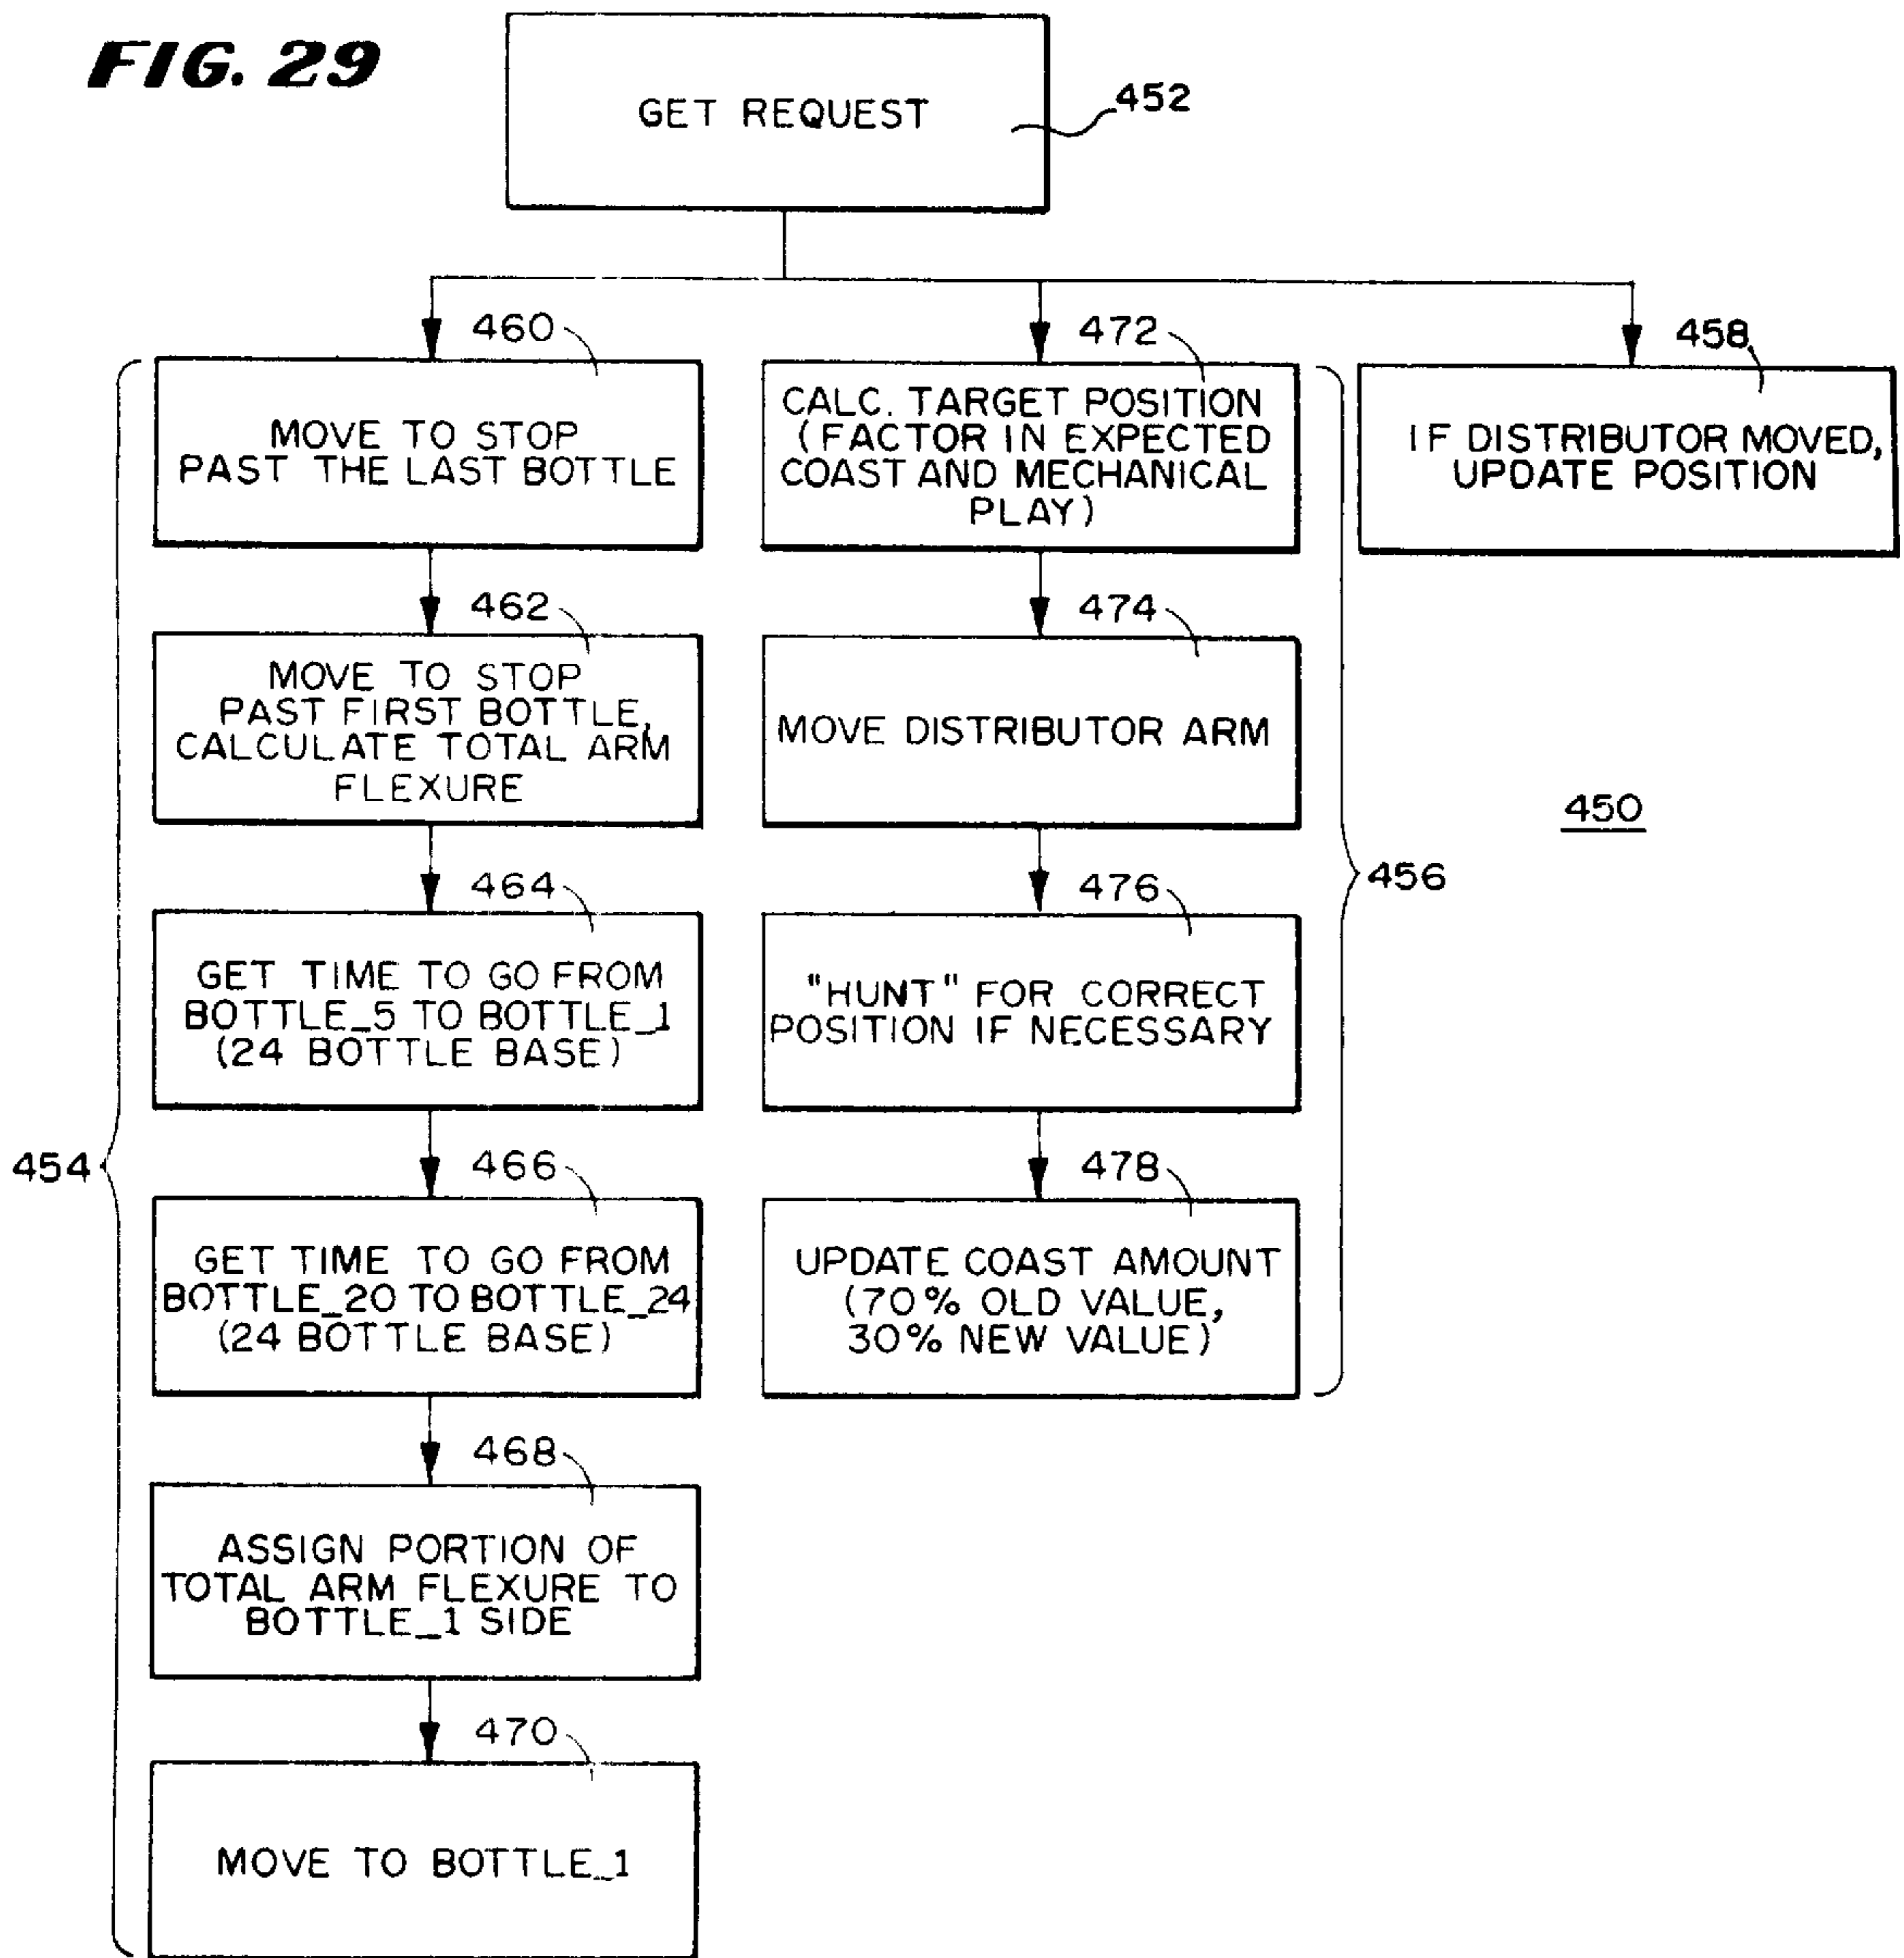 FIG. 29
GET REQUEST
452
460
MOVE TO STOP
PAST THE LAST BOTTLE
462
MOVE TO STOP
PAST FIRST BOTTLE,
CALCULATE TOTAL ARM
FLEXURE
464
GET TIME TO GO FROM
BOTTLE_5 TO BOTTLE_1
(24 BOTTLE BASE)
454
466
GET TIME TO GO FROM
BOTTLE_20 TO BOTTLE_24
(24 BOTTLE BASE)
468
ASSIGN PORTION OF
TOTAL ARM FLEXURE TO
BOTTLE_1 SIDE
470
MOVE TO BOTTLE_1
472
CALC. TARGET POSITION
(FACTOR IN EXPECTED
COAST AND MECHANICAL
PLAY)
474
MOVE DISTRIBUTOR ARM
476
"HUNT" FOR CORRECT
POSITION IF NECESSARY
478
UPDATE COAST AMOUNT
(70% OLD VALUE,
30% NEW VALUE)
456
458
IF DISTRIBUTOR MOVED,
UPDATE POSITION
450